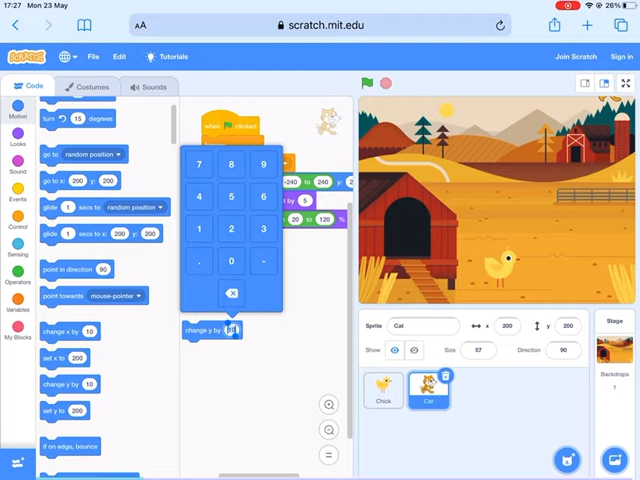 17:27 Mon 23 May
26%
AA
scratch.mit.edu
SCRATCH
File
Edit
Tutorials
Join Scratch
Sign in
Code
Costumes
Sounds
Motion
Looks
Sound
Events
Control
Sensing
Operators
Variables
My Blocks
turn 15 degrees
go to random position
go to x: 200 y: 200
glide 1 secs to random position
glide 1 secs to x: 200 y: 200
point in direction 90
point towards mouse-pointer
change x by 10
set x to 200
change y by 10
set y to 200
if on edge, bounce
when clicked
-240 to 240 y: 2
t by 5
20 to 120 %
7 8 9
4 5 6
1 2 3
. 0 -
change y by
Sprite Cat
x 200
y 200
Show
Size 57
Direction 90
Chick
Cat
Stage
Backdrops
1